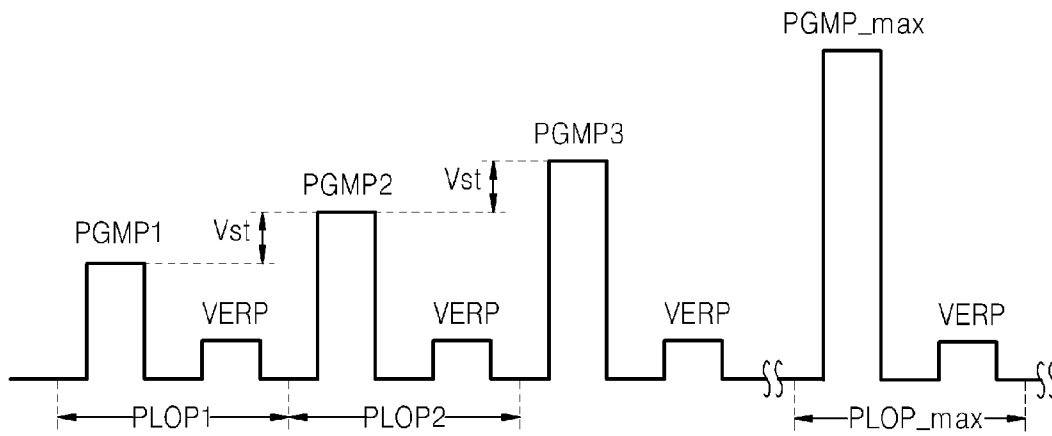 PGMP_max
PGMP3
Vst
PGMP2
Vst
PGMP1
VERP
VERP
VERP
VERP
PLOP1
PLOP2
PLOP_max